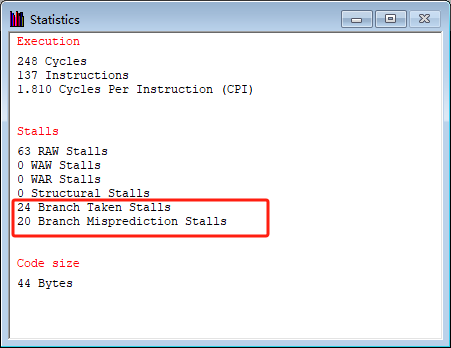 Statistics
Execution
248 Cycles
137 Instructions
1.810 Cycles Per Instruction (CPI)
Stalls
63 RAW Stalls
0 WAW Stalls
0 WAR Stalls
0 Structural Stalls
24 Branch Taken Stalls
20 Branch Misprediction Stalls
Code size
44 Bytes